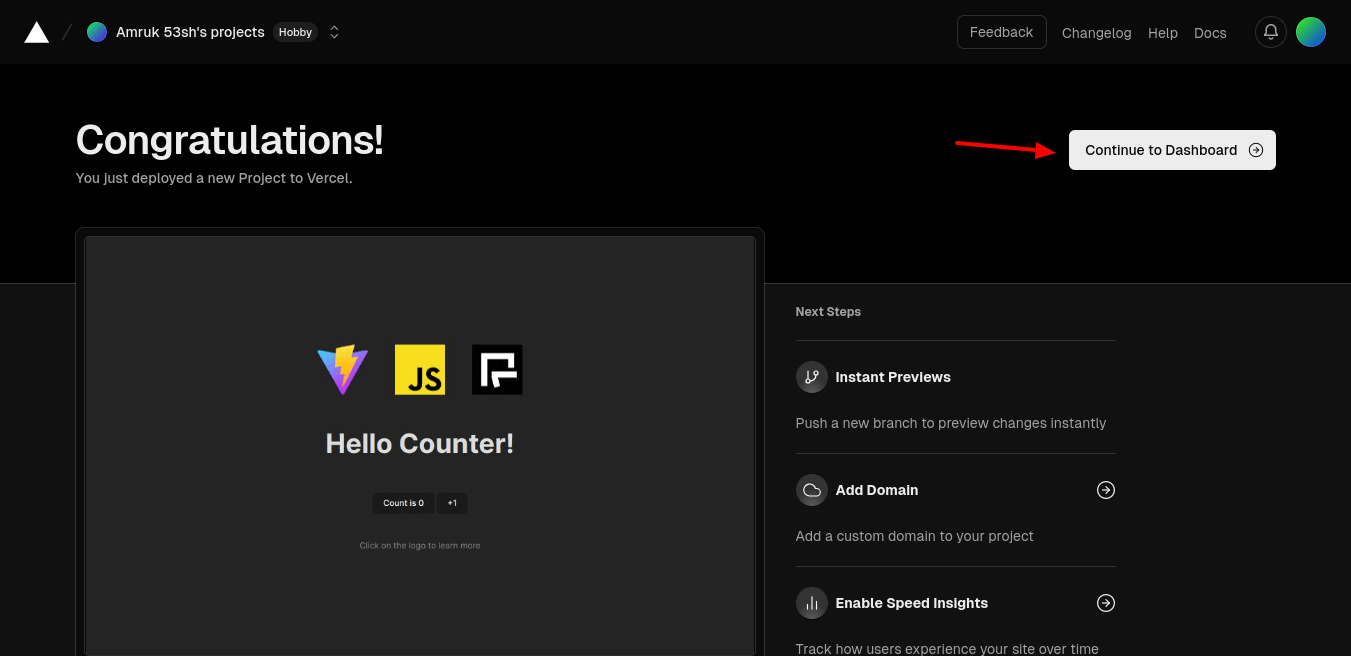 Amruk 53sh's projects Hobby
Feedback Changelog Help Docs
Congratulations!
You just deployed a new Project to Vercel.
Continue to Dashboard
JS
Hello Counter!
Count is 0 +1
Click on the logo to learn more
Next Steps
Instant Previews
Push a new branch to preview changes instantly
Add Domain
Add a custom domain to your project
Enable Speed Insights
Track how users experience your site over time